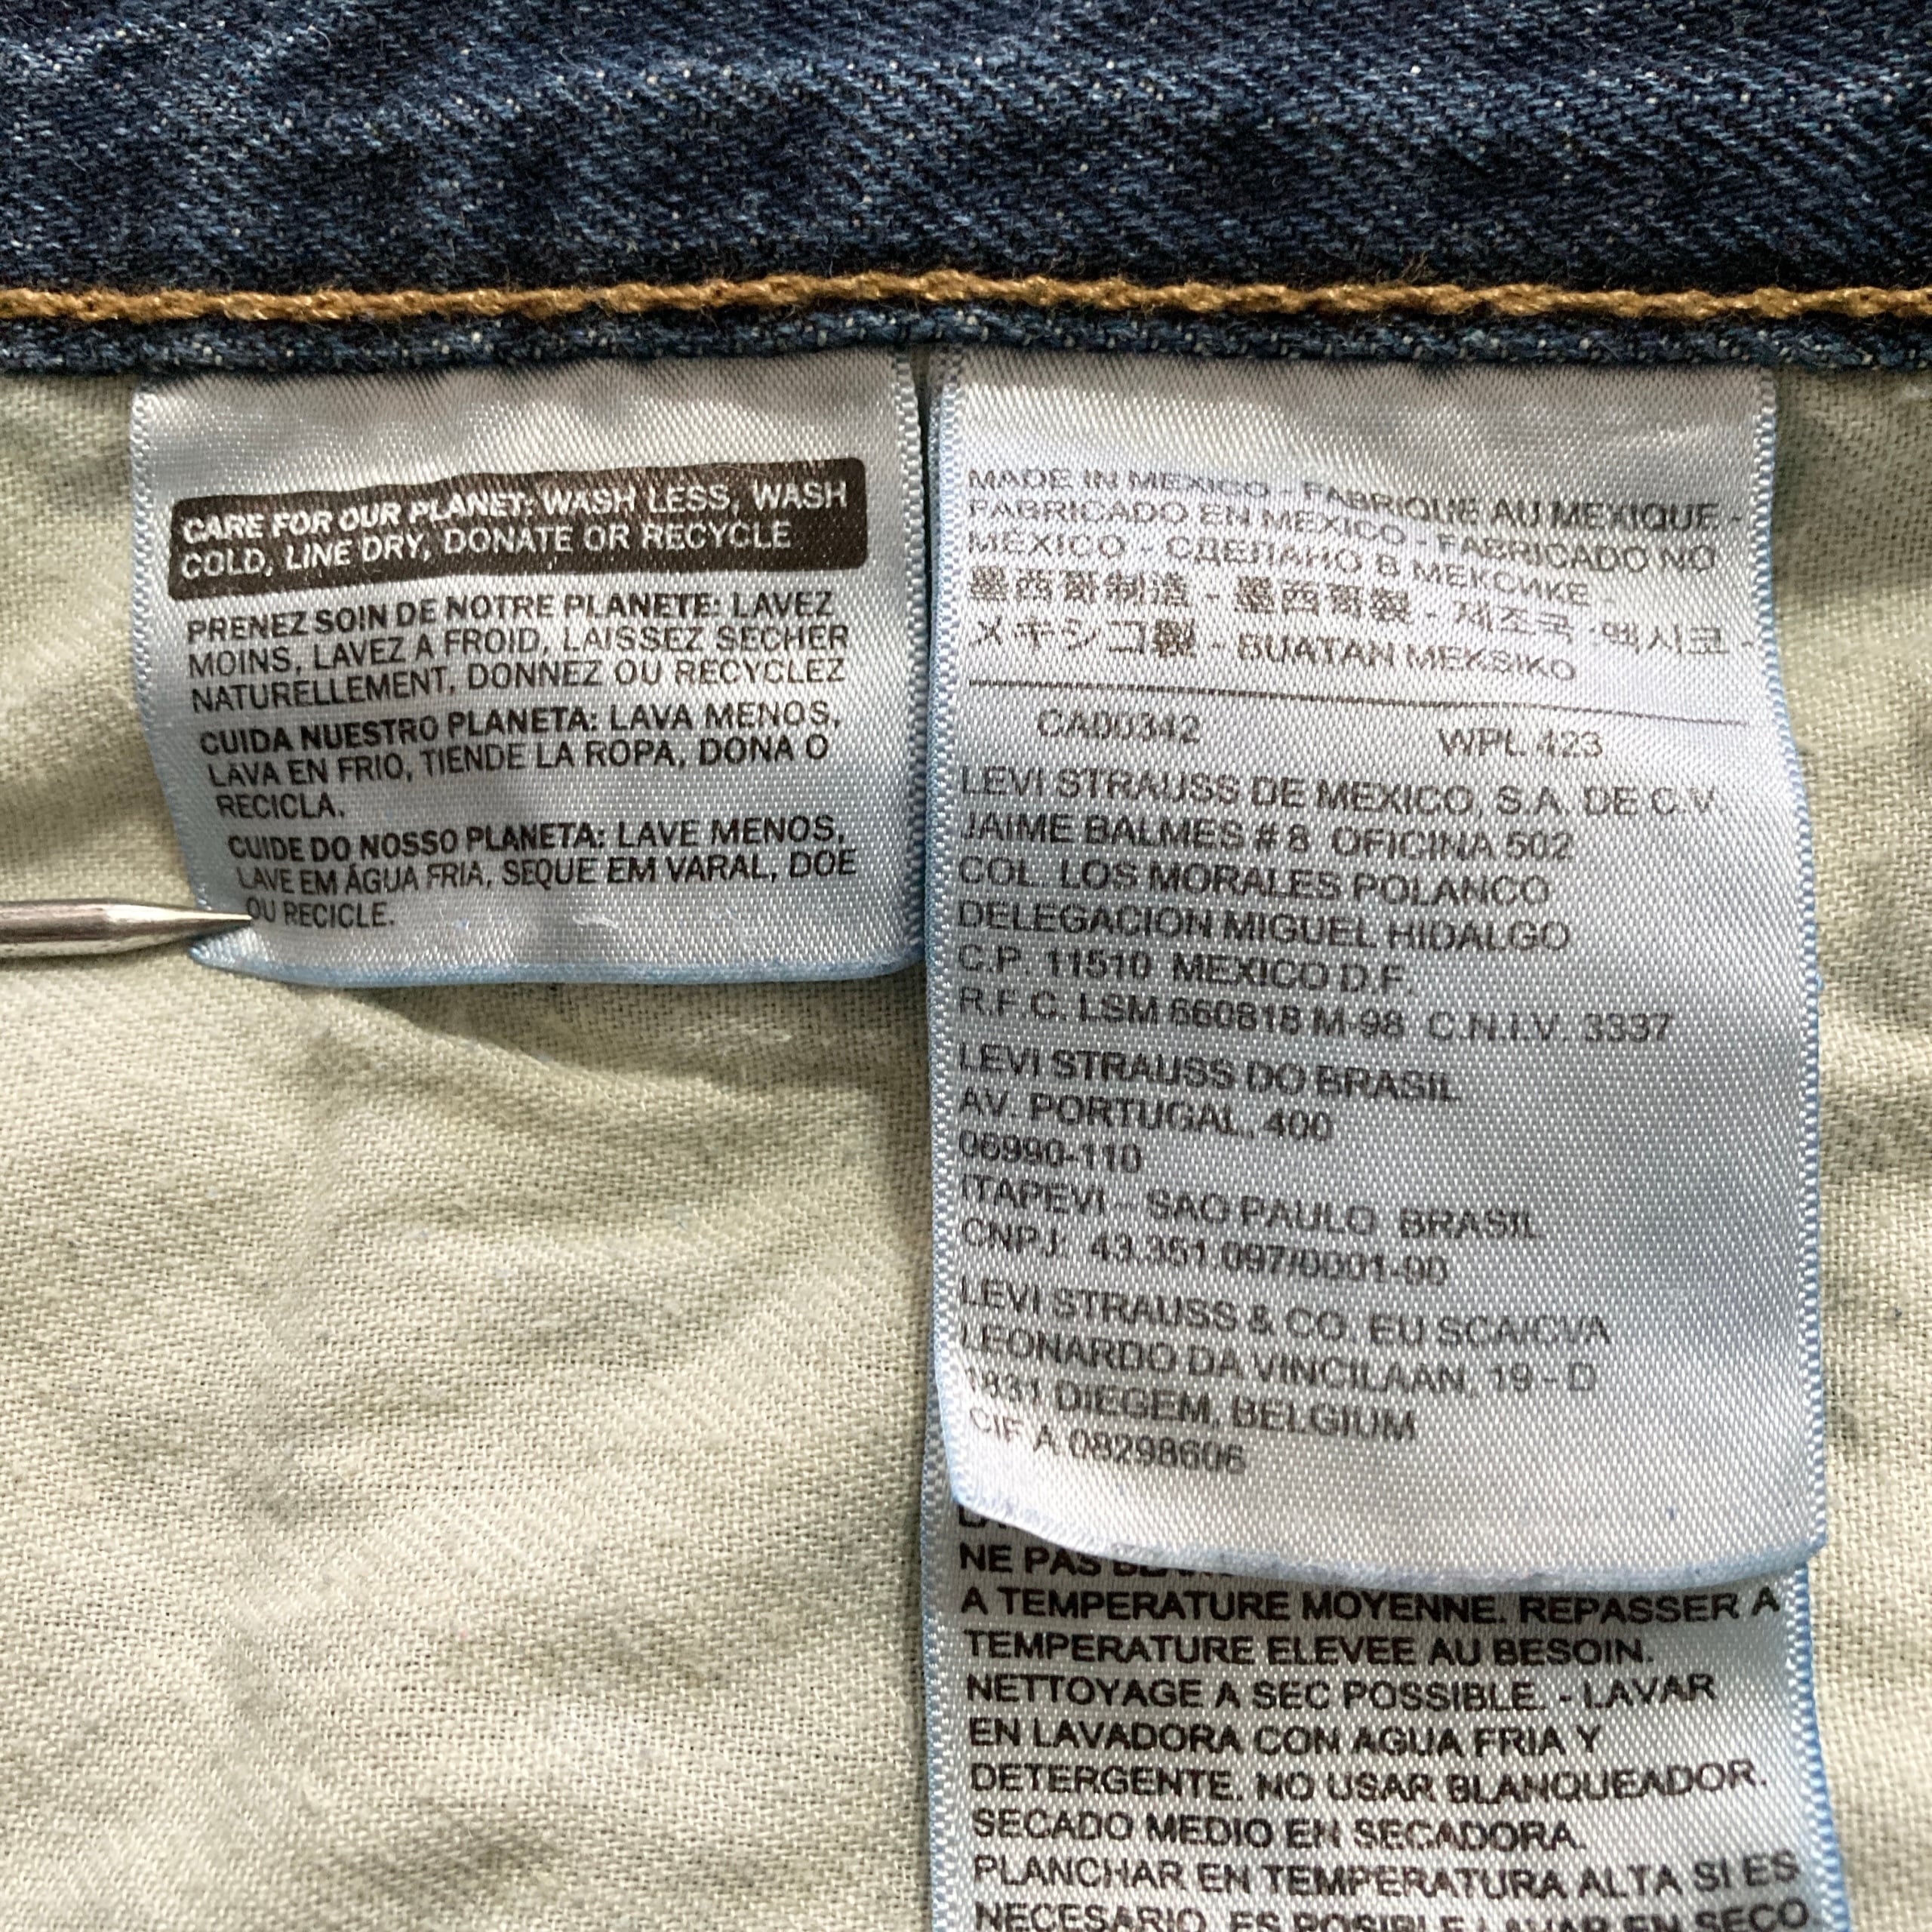 CARE FOR OUR PLANET: WASH LESS, WASH
COLD, LINE DRY, DONATE OR RECYCLE
PRENEZ SOIN DE NOTRE PLANETE: LAVEZ
MOINS, LAVEZ A FROID, LAISSEZ SECHER
NATURELLEMENT, DONNEZ OU RECYCLEZ
CUIDA NUESTRO PLANETA: LAVA MENOS,
LAVA EN FRIO, TIENDE LA ROPA, DONA O
RECICLA.
CUIDE DO NOSSO PLANETA: LAVE MENOS,
LAVE EM ÁGUA FRIA, SEQUE EM VARAL, DOE
OU RECICLE.
MADE IN MEXICO - FABRIQUE AU MEXIQUE -
FABRICADO EN MEXICO - FABRICADO NO
MEXICO - СДЕЛАНО В МЕКСИКЕ -
墨西哥制造 - 墨西哥製 - 제조국 :멕시코 -
メキシコ製 - BUATAN MEKSIKO
CA00342 WPL 423
LEVI STRAUSS DE MEXICO, S.A. DE C.V.
JAIME BALMES # 8 OFICINA 502
COL. LOS MORALES POLANCO
DELEGACION MIGUEL HIDALGO
C.P. 11510 MEXICO D.F.
R.F.C. LSM 660818 M-98 C.N.I.V. 3337
LEVI STRAUSS DO BRASIL
AV. PORTUGAL, 400
06990-110
ITAPEVI – SAO PAULO BRASIL
CNPJ: 43.351.097/0001-90
LEVI STRAUSS & CO. EU SCA/CVA
LEONARDO DA VINCILAAN, 19 - D
1831 DIEGEM, BELGIUM
CIF A 08298606
NE PAS
A TEMPERATURE MOYENNE. REPASSER A
TEMPERATURE ELEVEE AU BESOIN.
NETTOYAGE A SEC POSSIBLE. - LAVAR
EN LAVADORA CON AGUA FRIA Y
DETERGENTE. NO USAR BLANQUEADOR.
SECADO MEDIO EN SECADORA.
PLANCHAR EN TEMPERATURA ALTA SI ES
NECESARIO. ES POSIBLE LAVAR EN SECO